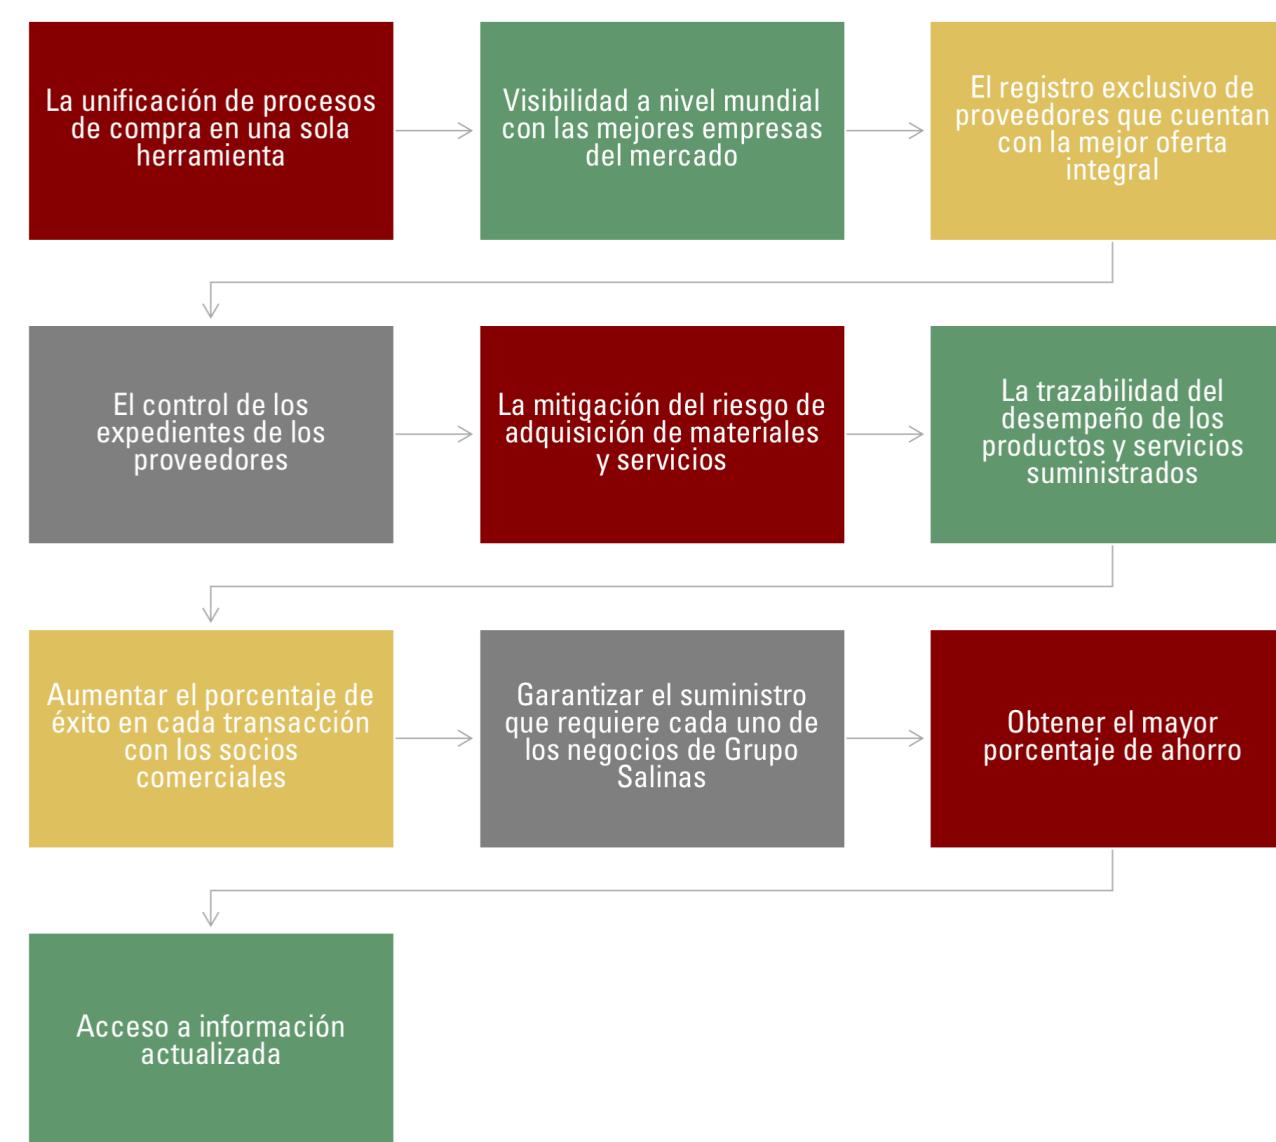 La unificación de procesos
de compra en una sola
herramienta
Visibilidad a nivel mundial
con las mejores empresas
del mercado
El registro exclusivo de
proveedores que cuentan
con la mejor oferta
integral
El control de los
expedientes de los
proveedores
La mitigación del riesgo de
adquisición de materiales
y servicios
La trazabilidad del
desempeño de los
productos y servicios
suministrados
Aumentar el porcentaje de
éxito en cada transacción
con los socios
comerciales
Garantizar el suministro
que requiere cada uno de
los negocios de Grupo
Salinas
Obtener el mayor
porcentaje de ahorro
Acceso a información
actualizada